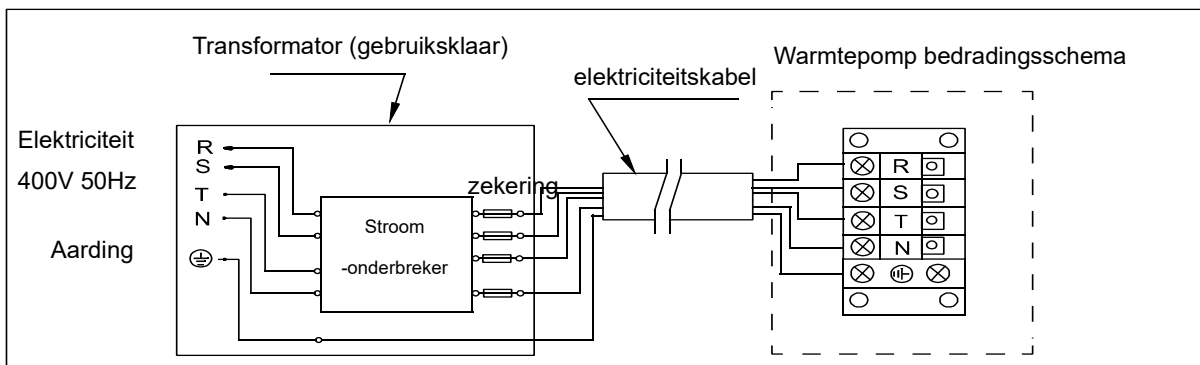 Transformator (gebruiksklaar)
elektriciteitskabel
Warmtepomp bedradingsschema
Elektriciteit
400V 50Hz
Aarding
R
S
T
N
zekering
Stroom
-onderbreker
R
S
T
N